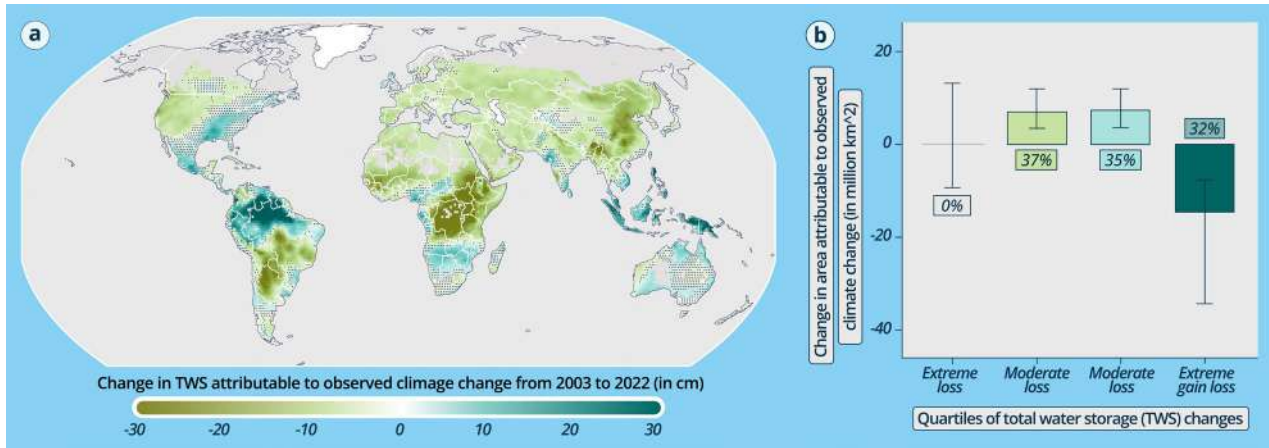 a
Change in TWS attributable to observed climage change from 2003 to 2022 (in cm)
-30
-20
-10
0
10
20
30
b
Change in area attributable to observed
climate change (in million km^2)
20
0
-20
-40
0%
37%
35%
32%
Extreme
loss
Moderate
loss
Moderate
loss
Extreme
gain loss
Quartiles of total water storage (TWS) changes